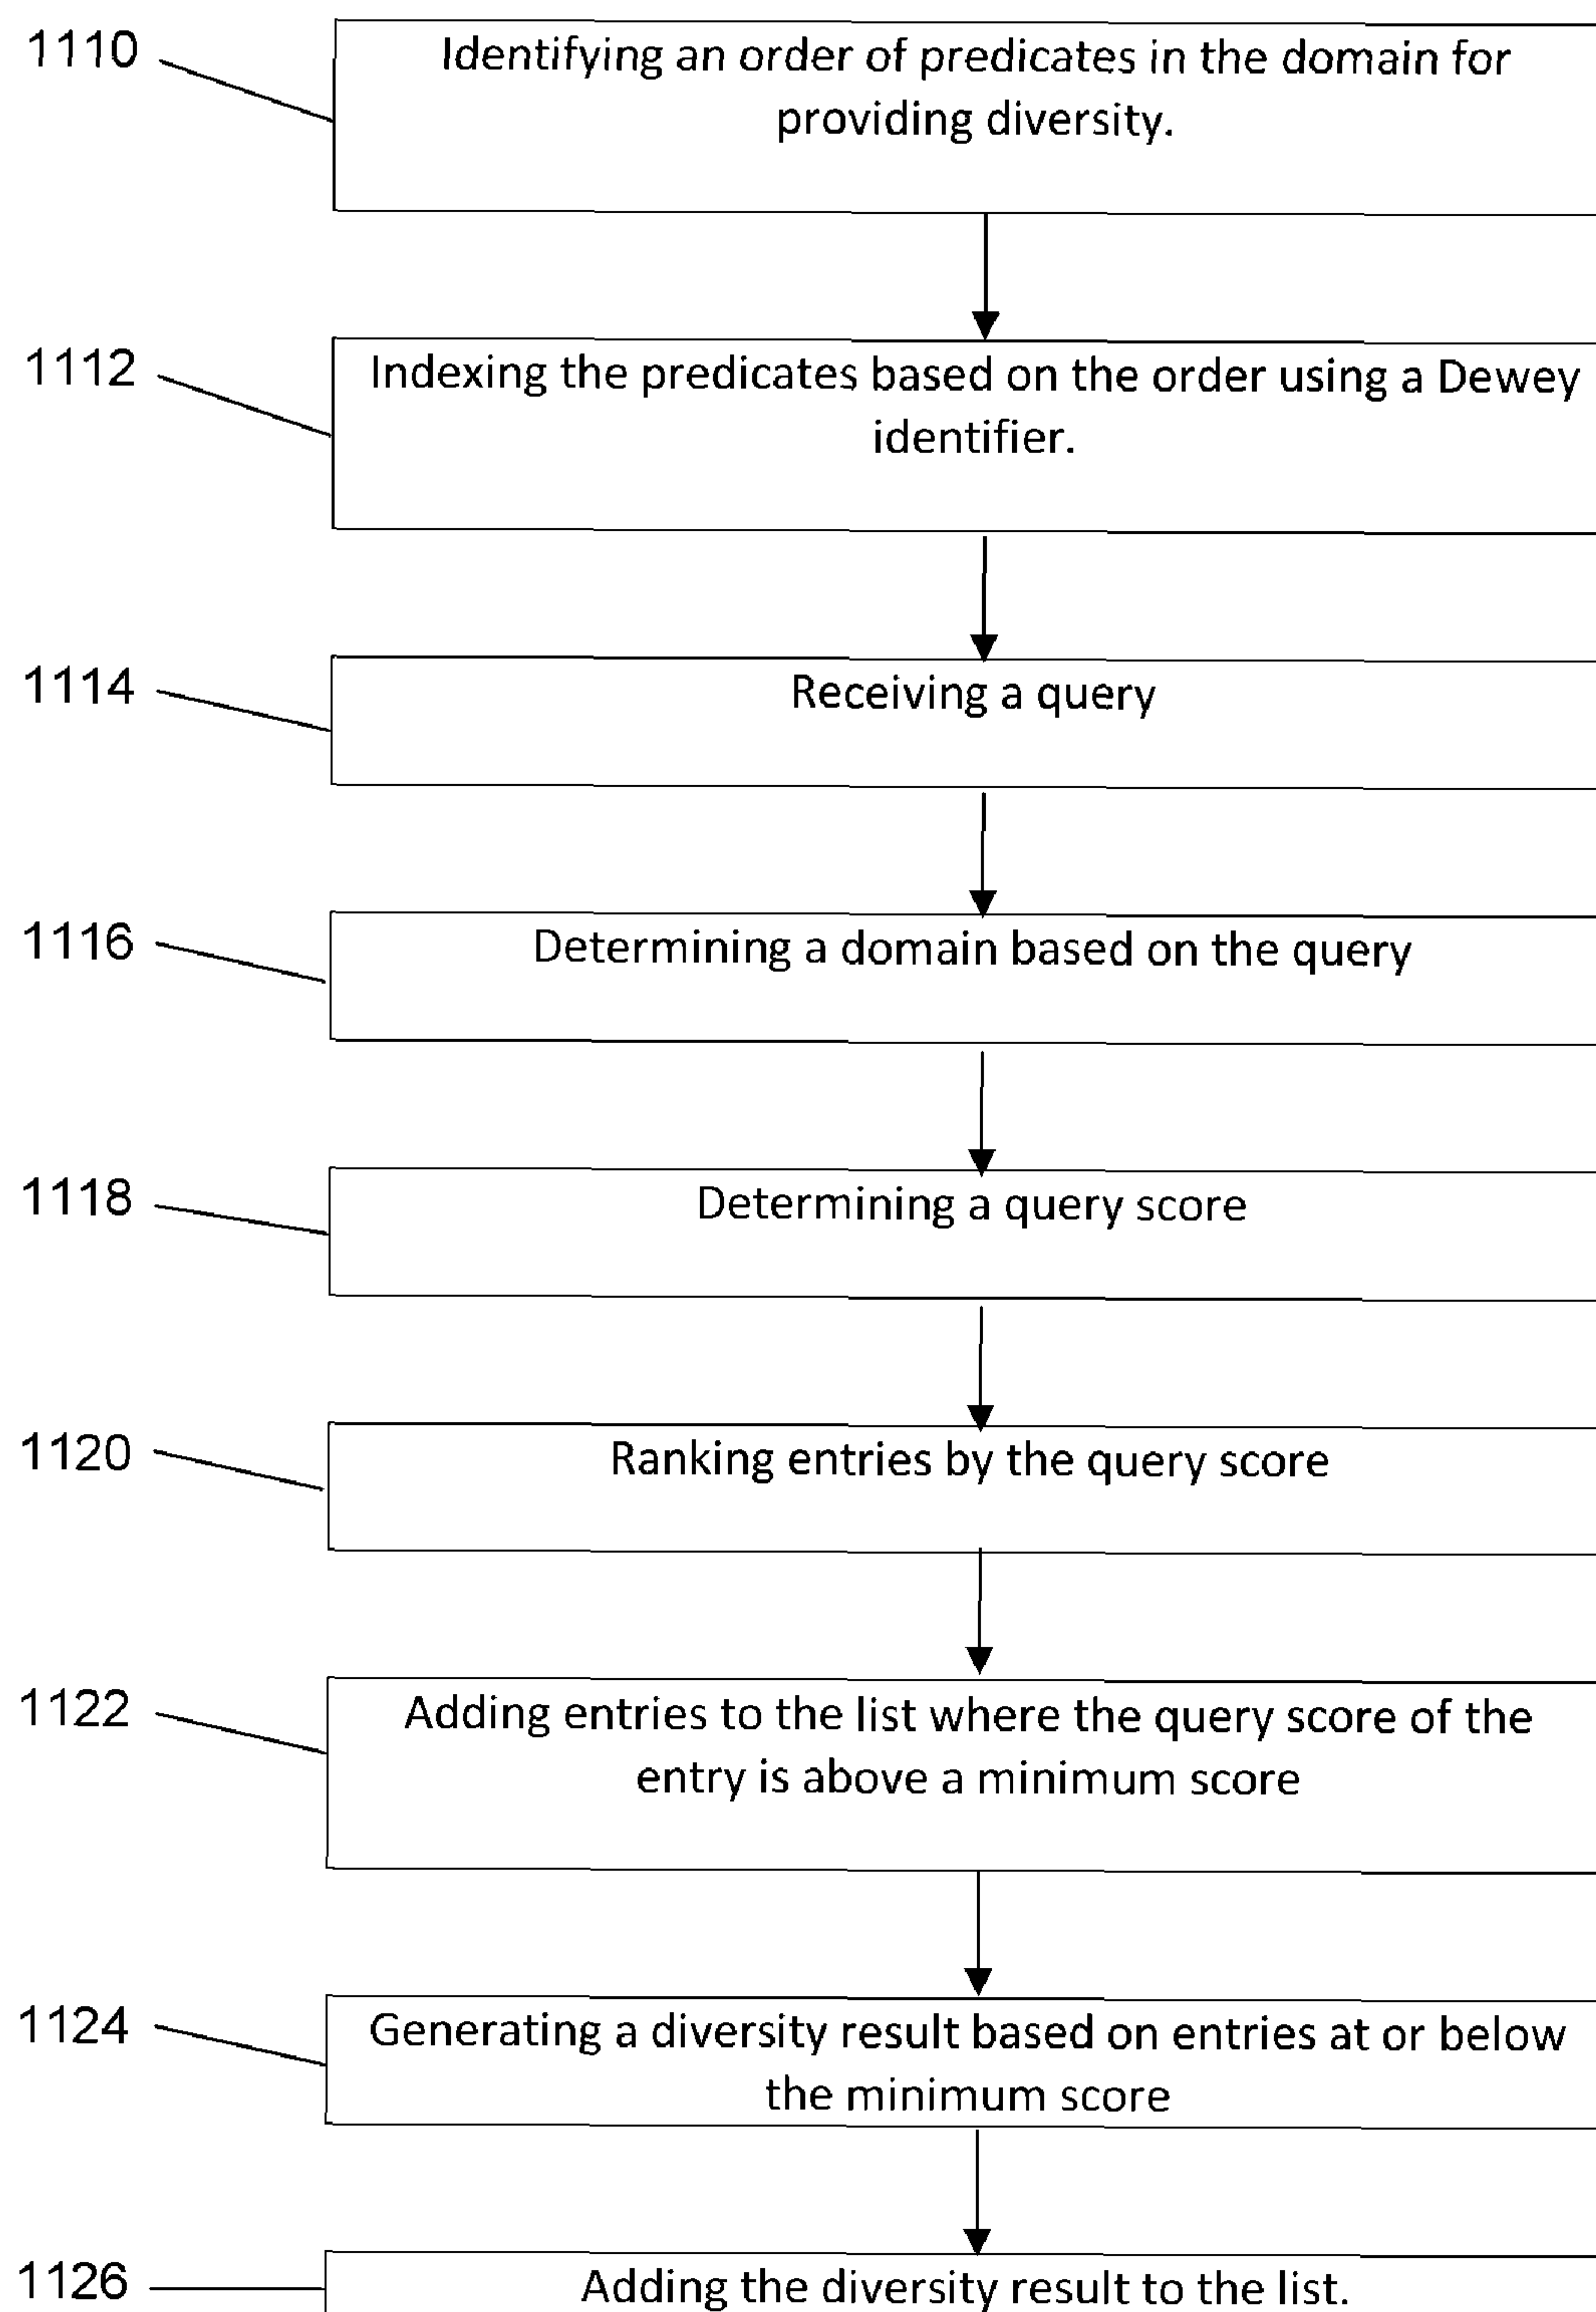 1110
Identifying an order of predicates in the domain for
providing diversity.
1112
Indexing the predicates based on the order using a Dewey
identifier.
1114
Receiving a query
1116
Determining a domain based on the query
1118
Determining a query score
1120
Ranking entries by the query score
1122
Adding entries to the list where the query score of the
entry is above a minimum score
1124
Generating a diversity result based on entries at or below
the minimum score
1126
Adding the diversity result to the list.